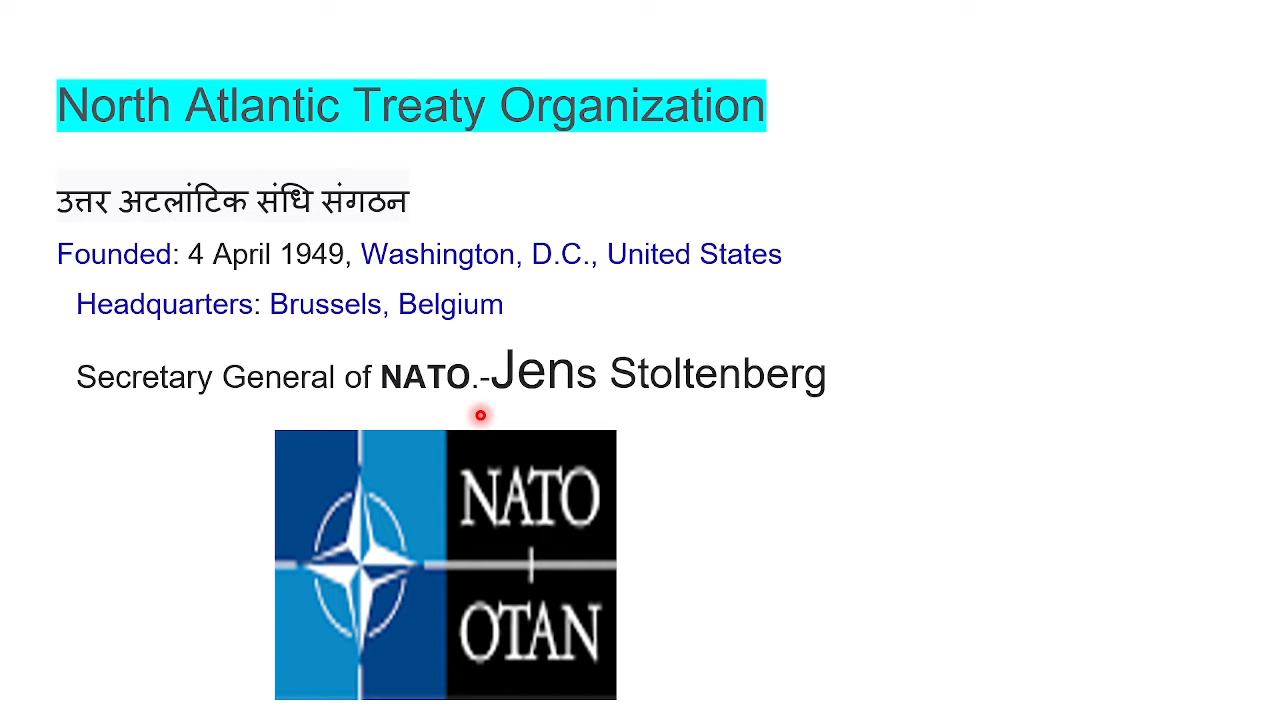 North Atlantic Treaty Organization
उत्तर अटलांटिक संधि संगठन
Founded: 4 April 1949, Washington, D.C., United States
Headquarters: Brussels, Belgium
Secretary General of NATO.-Jens Stoltenberg
NATO
OTAN